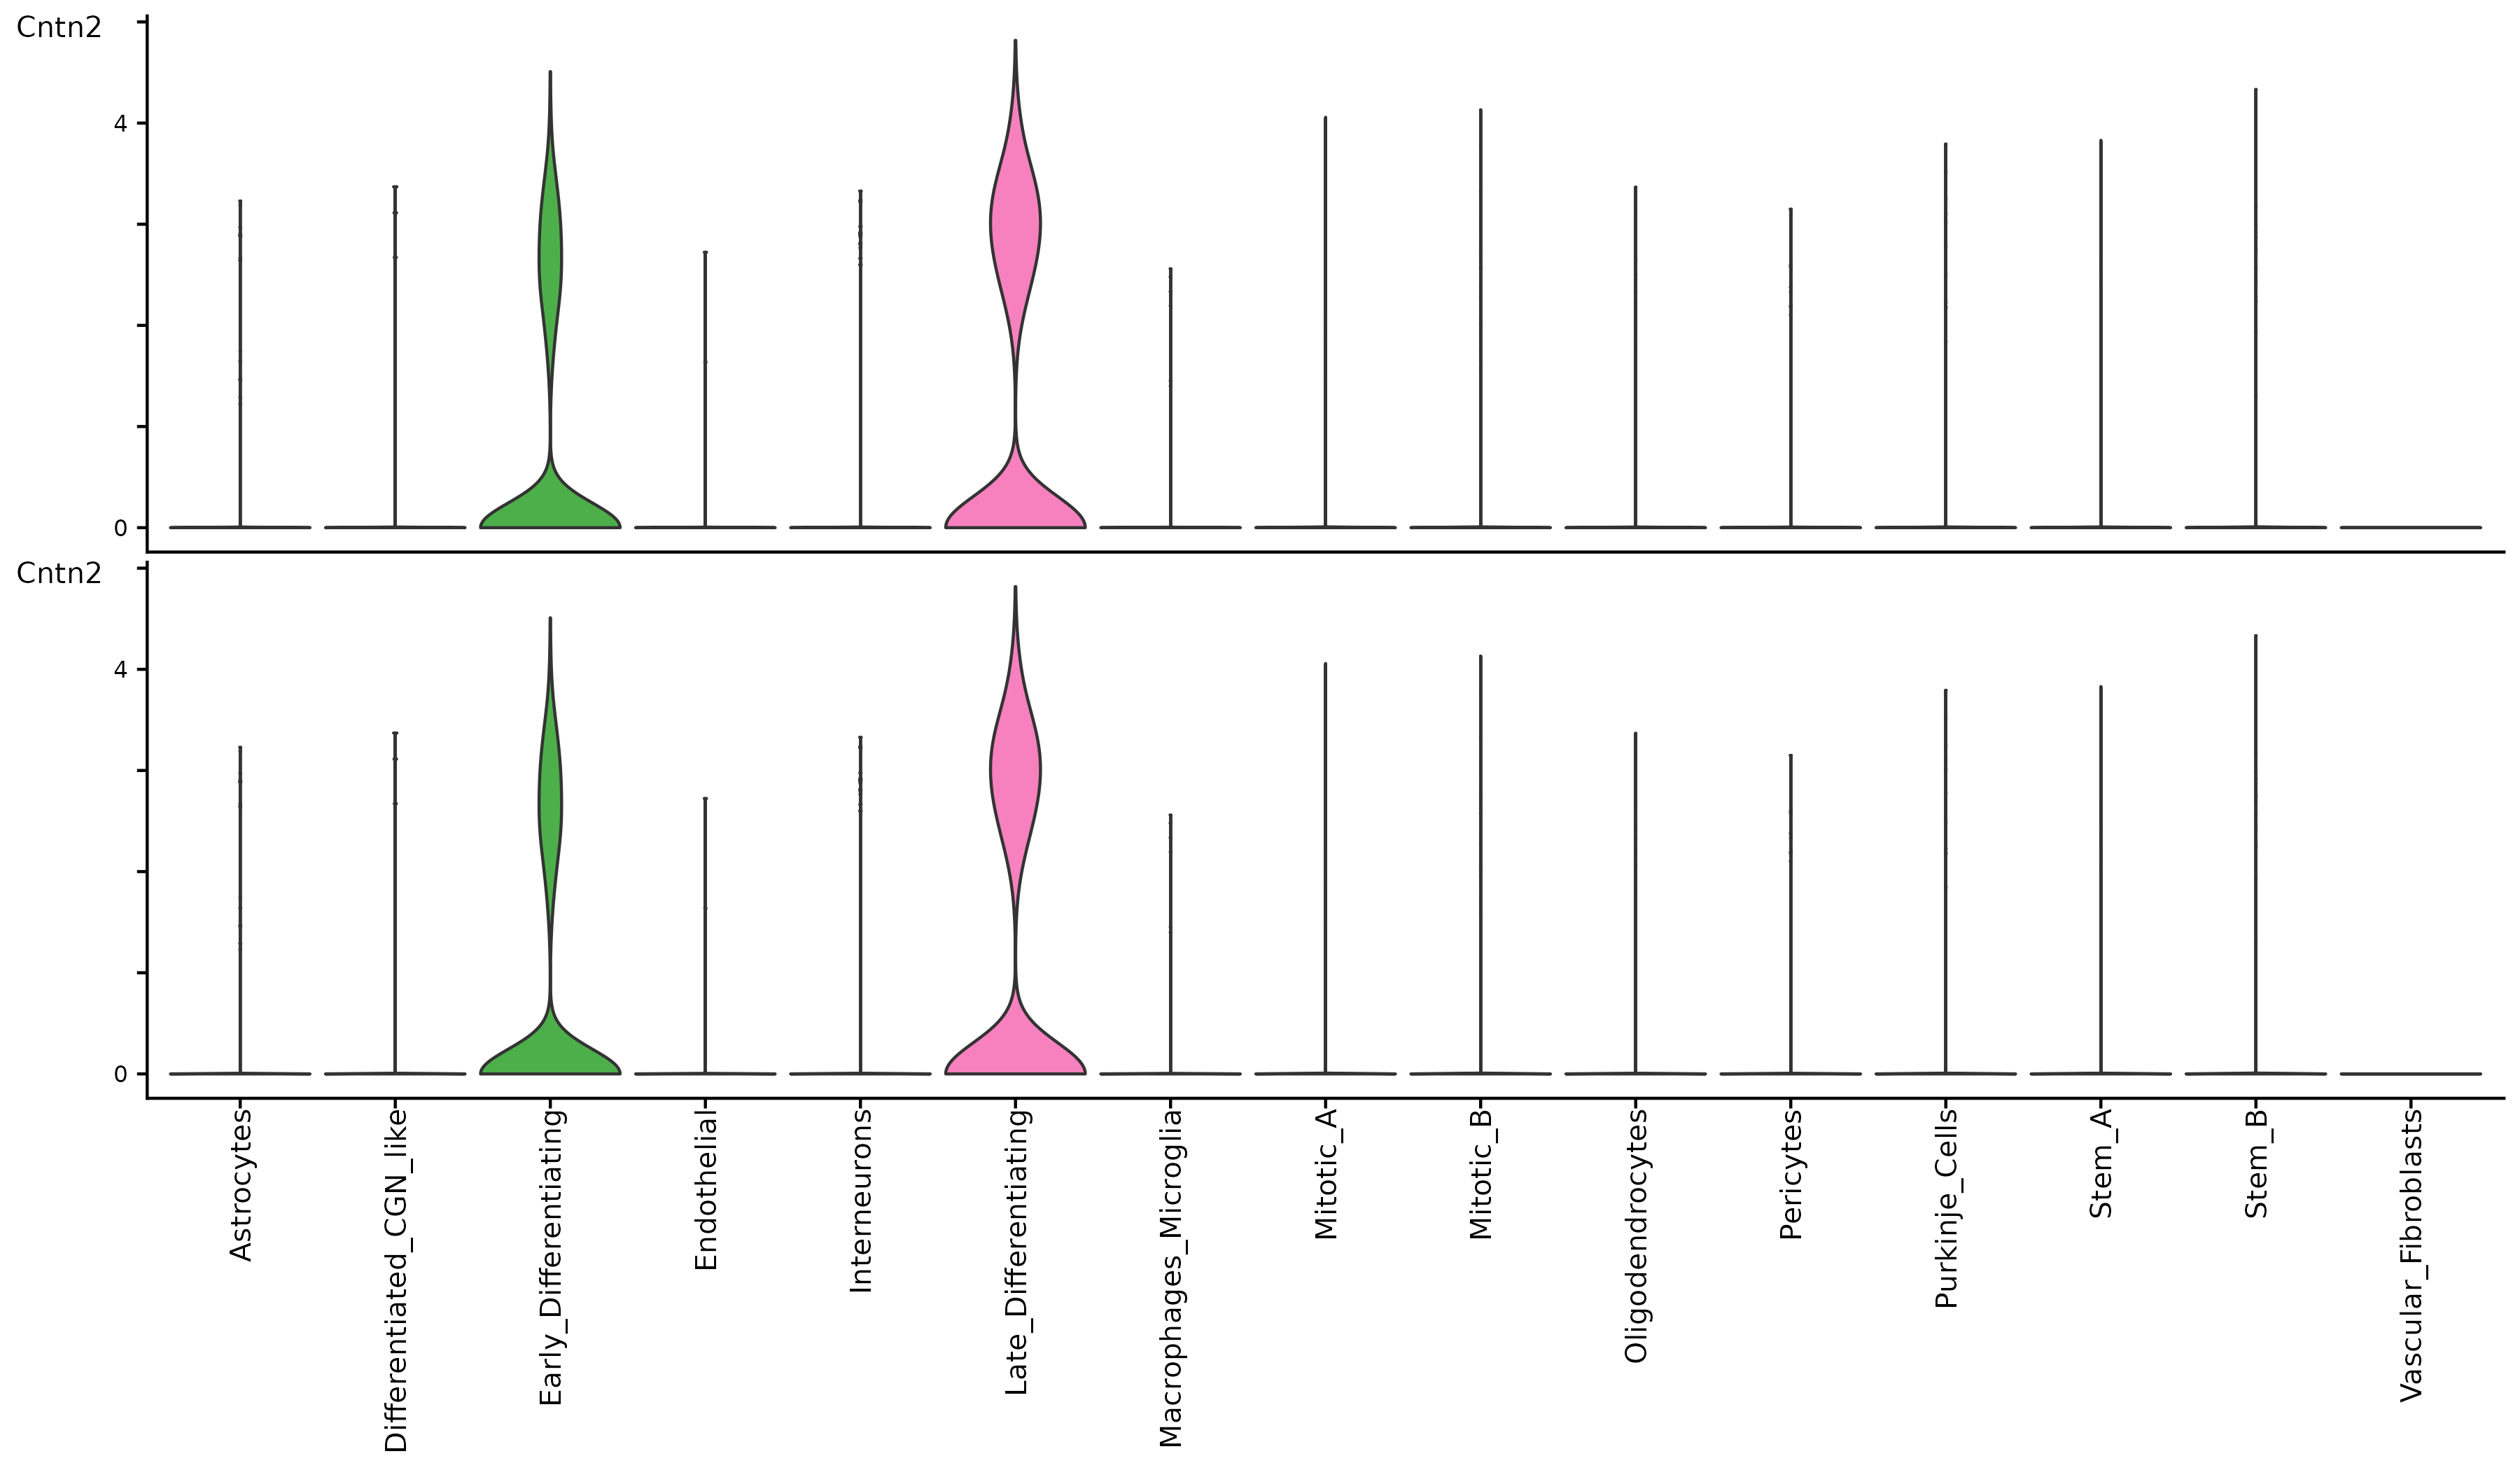 Cntn2
4
0
Cntn2
4
0
Astrocytes
Differentiated_CGN_like
Early_Differentiating
Endothelial
Interneurons
Late_Differentiating
Macrophages_Microglia
Mitotic_A
Mitotic_B
Oligodendrocytes
Pericytes
Purkinje_Cells
Stem_A
Stem_B
Vascular_Fibroblasts